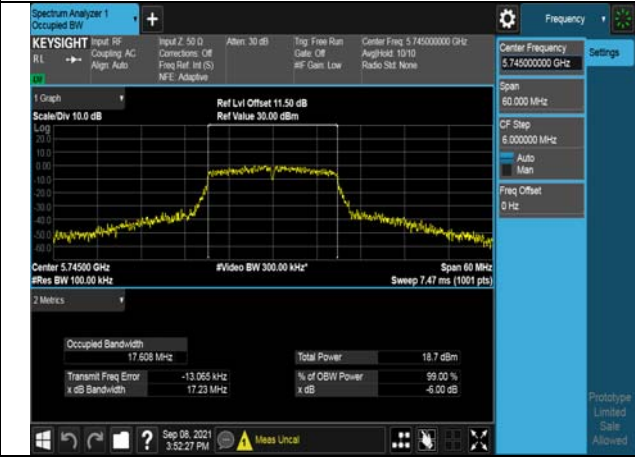 Spectrum Analyzer 1
Occupied BW
+
Frequency
KEYSIGHT
RL
Input: RF
Coupling: AC
Align: Auto
Input Z: 50 Ω
Corrections: Off
Freq Ref: Int (S)
NFE: Adaptive
Atten: 30 dB
Trig: Free Run
Gate: Off
#IF Gain: Low
Center Freq: 5.745000000 GHz
Avg|Hold: 10/10
Radio Std: None
Center Frequency
5.745000000 GHz
Settings
Span
60.000 MHz
CF Step
6.000000 MHz
Auto
Man
Freq Offset
0 Hz
1 Graph
Scale/Div 10.0 dB
Ref Lvl Offset 11.50 dB
Ref Value 30.00 dBm
Log
20.0
10.0
0.00
-10.0
-20.0
-30.0
-40.0
-50.0
-60.0
Center 5.74500 GHz
#Res BW 100.00 kHz
#Video BW 300.00 kHz*
Span 60 MHz
Sweep 7.47 ms (1001 pts)
2 Metrics
Occupied Bandwidth
17.608 MHz
Total Power 18.7 dBm
Transmit Freq Error -13.065 kHz
% of OBW Power 99.00 %
x dB Bandwidth 17.23 MHz
x dB -6.00 dB
Prototype
Limited
Sale
Allowed
?
Sep 08, 2021
3:52:27 PM
Meas Uncal